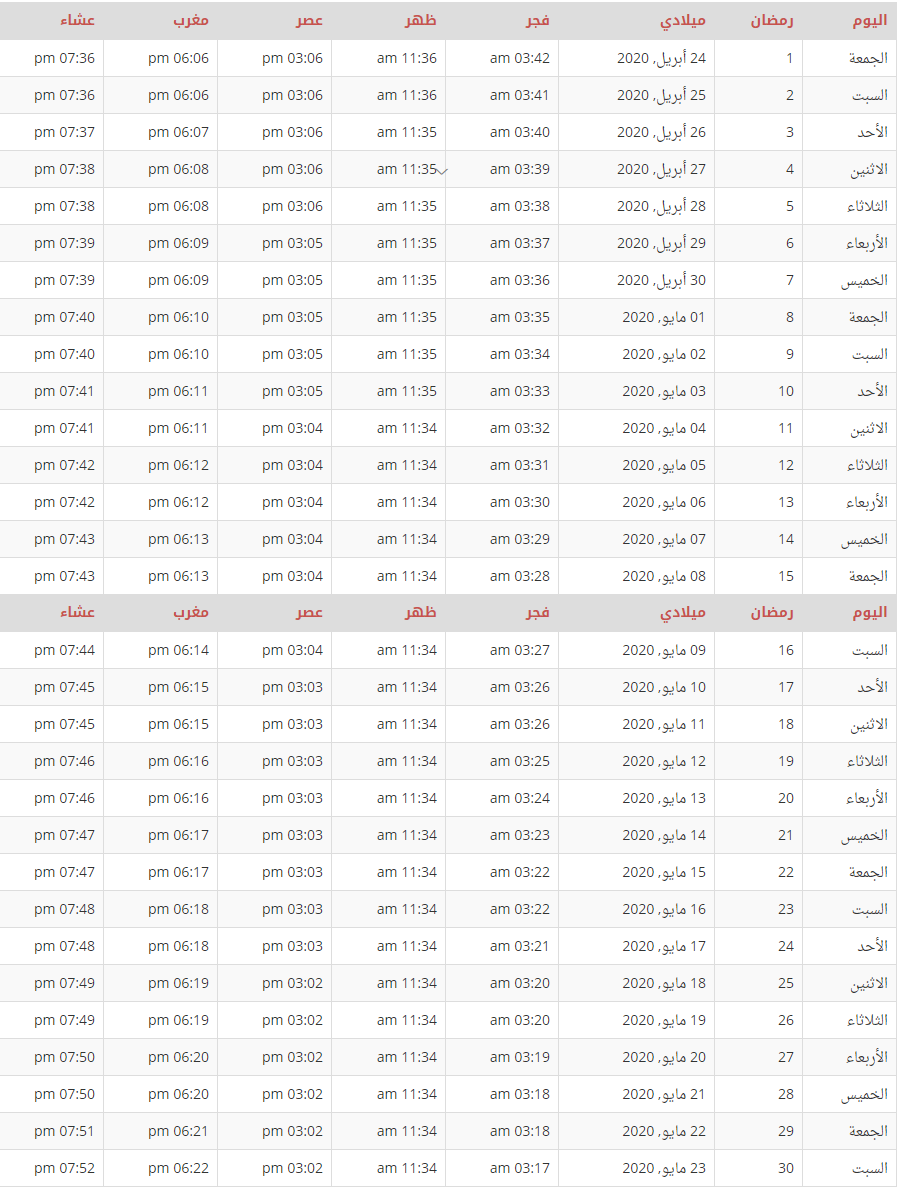 اليوم رمضان ميلادي فجر ظهر عصر مغرب عشاء
الجمعة 1 24 أبريل, 2020 03:42 am 11:36 am 03:06 pm 06:06 pm 07:36 pm
السبت 2 25 أبريل, 2020 03:41 am 11:36 am 03:06 pm 06:06 pm 07:36 pm
الأحد 3 26 أبريل, 2020 03:40 am 11:35 am 03:06 pm 06:07 pm 07:37 pm
الاثنين 4 27 أبريل, 2020 03:39 am 11:35 am 03:06 pm 06:08 pm 07:38 pm
الثلاثاء 5 28 أبريل, 2020 03:38 am 11:35 am 03:06 pm 06:08 pm 07:38 pm
الأربعاء 6 29 أبريل, 2020 03:37 am 11:35 am 03:05 pm 06:09 pm 07:39 pm
الخميس 7 30 أبريل, 2020 03:36 am 11:35 am 03:05 pm 06:09 pm 07:39 pm
الجمعة 8 01 مايو, 2020 03:35 am 11:35 am 03:05 pm 06:10 pm 07:40 pm
السبت 9 02 مايو, 2020 03:34 am 11:35 am 03:05 pm 06:10 pm 07:40 pm
الأحد 10 03 مايو, 2020 03:33 am 11:35 am 03:05 pm 06:11 pm 07:41 pm
الاثنين 11 04 مايو, 2020 03:32 am 11:34 am 03:04 pm 06:11 pm 07:41 pm
الثلاثاء 12 05 مايو, 2020 03:31 am 11:34 am 03:04 pm 06:12 pm 07:42 pm
الأربعاء 13 06 مايو, 2020 03:30 am 11:34 am 03:04 pm 06:12 pm 07:42 pm
الخميس 14 07 مايو, 2020 03:29 am 11:34 am 03:04 pm 06:13 pm 07:43 pm
الجمعة 15 08 مايو, 2020 03:28 am 11:34 am 03:04 pm 06:13 pm 07:43 pm
اليوم رمضان ميلادي فجر ظهر عصر مغرب عشاء
السبت 16 09 مايو, 2020 03:27 am 11:34 am 03:04 pm 06:14 pm 07:44 pm
الأحد 17 10 مايو, 2020 03:26 am 11:34 am 03:03 pm 06:15 pm 07:45 pm
الاثنين 18 11 مايو, 2020 03:26 am 11:34 am 03:03 pm 06:15 pm 07:45 pm
الثلاثاء 19 12 مايو, 2020 03:25 am 11:34 am 03:03 pm 06:16 pm 07:46 pm
الأربعاء 20 13 مايو, 2020 03:24 am 11:34 am 03:03 pm 06:16 pm 07:46 pm
الخميس 21 14 مايو, 2020 03:23 am 11:34 am 03:03 pm 06:17 pm 07:47 pm
الجمعة 22 15 مايو, 2020 03:22 am 11:34 am 03:03 pm 06:17 pm 07:47 pm
السبت 23 16 مايو, 2020 03:22 am 11:34 am 03:03 pm 06:18 pm 07:48 pm
الأحد 24 17 مايو, 2020 03:21 am 11:34 am 03:03 pm 06:18 pm 07:48 pm
الاثنين 25 18 مايو, 2020 03:20 am 11:34 am 03:02 pm 06:19 pm 07:49 pm
الثلاثاء 26 19 مايو, 2020 03:20 am 11:34 am 03:02 pm 06:19 pm 07:49 pm
الأربعاء 27 20 مايو, 2020 03:19 am 11:34 am 03:02 pm 06:20 pm 07:50 pm
الخميس 28 21 مايو, 2020 03:18 am 11:34 am 03:02 pm 06:20 pm 07:50 pm
الجمعة 29 22 مايو, 2020 03:18 am 11:34 am 03:02 pm 06:21 pm 07:51 pm
السبت 30 23 مايو, 2020 03:17 am 11:34 am 03:02 pm 06:22 pm 07:52 pm